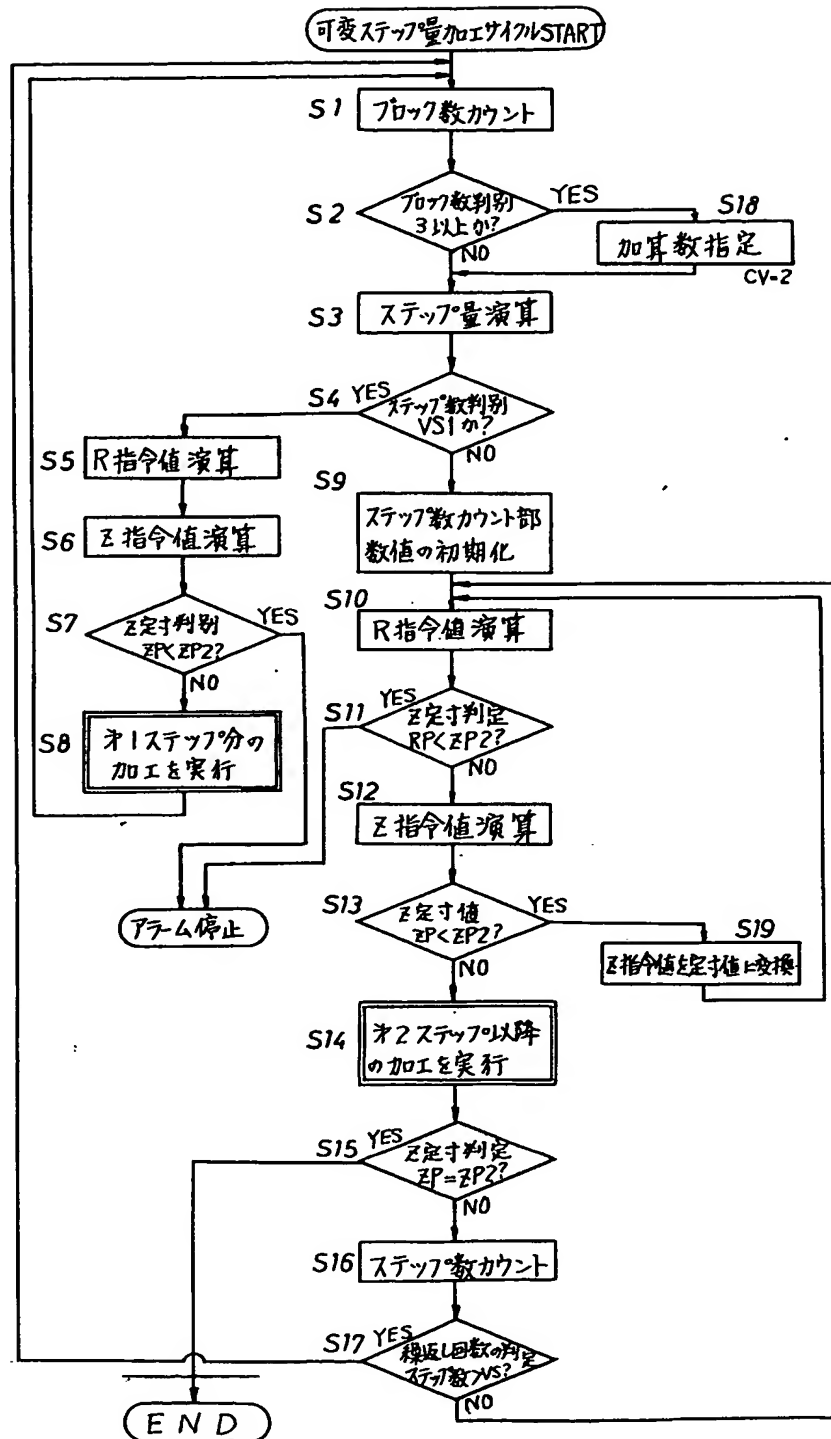 可変ステップ量加工サイクルSTART
S1
ブロック数カウント
S2
ブロック数判別
3以上か?
YES
NO
S18
加算数指定
CV=2
S3
ステップ量演算
S4
YES
ステップ数判別
VS1か?
NO
S5
R指令値演算
S6
Z指令値演算
S7
Z定寸判別
ZP<ZP2?
YES
NO
S8
才1ステップ分の
加工を実行
S9
ステップ数カウント部
数値の初期化
S10
R指令値演算
S11
YES
Z定寸判定
RP<ZP2?
NO
S12
Z指令値演算
アラーム停止
S13
Z定寸値
ZP<ZP2?
YES
NO
S19
Z指令値を定寸値に変換
S14
才2ステップ以降
の加工を実行
S15
YES
Z定寸判定
ZP=ZP2?
NO
S16
ステップ数カウント
S17
YES
繰返し回数の判定
ステップ数>VS?
NO
END